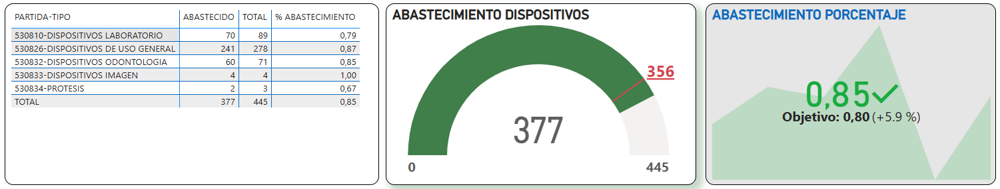 PARTIDA-TIPO ABASTECIDO TOTAL % ABASTECIMIENTO
530810-DISPOSITIVOS LABORATORIO 70 89 0,79
530826-DISPOSITIVOS DE USO GENERAL 241 278 0,87
530832-DISPOSITIVOS ODONTOLOGIA 60 71 0,85
530833-DISPOSITIVOS IMAGEN 4 4 1,00
530834-PROTESIS 2 3 0,67
TOTAL 377 445 0,85
ABASTECIMIENTO DISPOSITIVOS
356
377
0 445
ABASTECIMIENTO PORCENTAJE
0,85
Objetivo: 0,80 (+5.9 %)